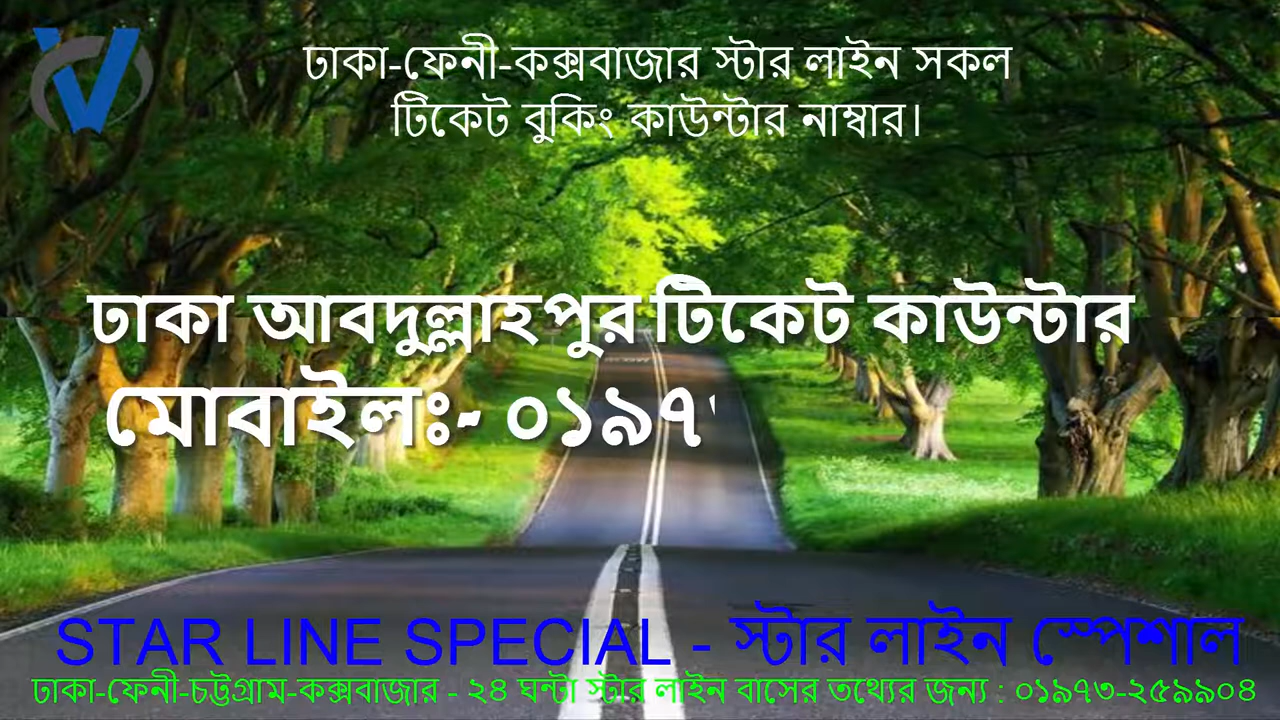 ঢাকা-ফেনী-কক্সবাজার স্টার লাইন সকল
টিকেট বুকিং কাউন্টার নাম্বার।
ঢাকা আবদুল্লাহপুর টিকেট কাউন্টার
মোবাইলঃ- ০১৯৭
STAR LINE SPECIAL - স্টার লাইন স্পেশাল
ঢাকা-ফেনী-চট্টগ্রাম-কক্সবাজার - ২৪ ঘন্টা স্টার লাইন বাসের তথ্যের জন্য : ০১৯৭৩-২৫৯৯০৪